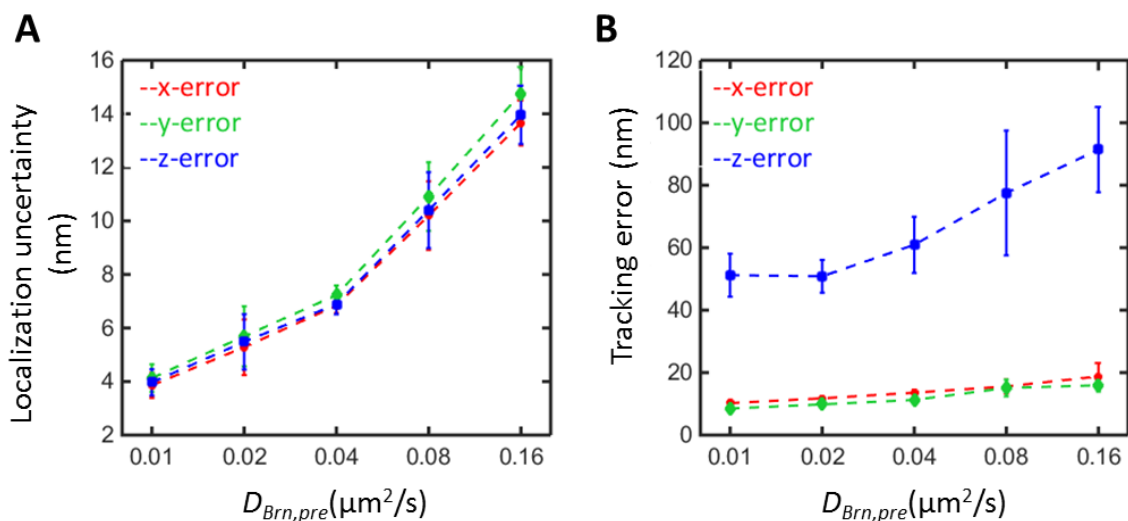 A
Localization uncertainty
(nm)
16
14
12
10
8
6
4
2
--x-error
--y-error
--z-error
0.01 0.02 0.04 0.08 0.16
D_Brn,pre(μm²/s)
B
Tracking error (nm)
120
100
80
60
40
20
0
--x-error
--y-error
--z-error
0.01 0.02 0.04 0.08 0.16
D_Brn,pre(μm²/s)